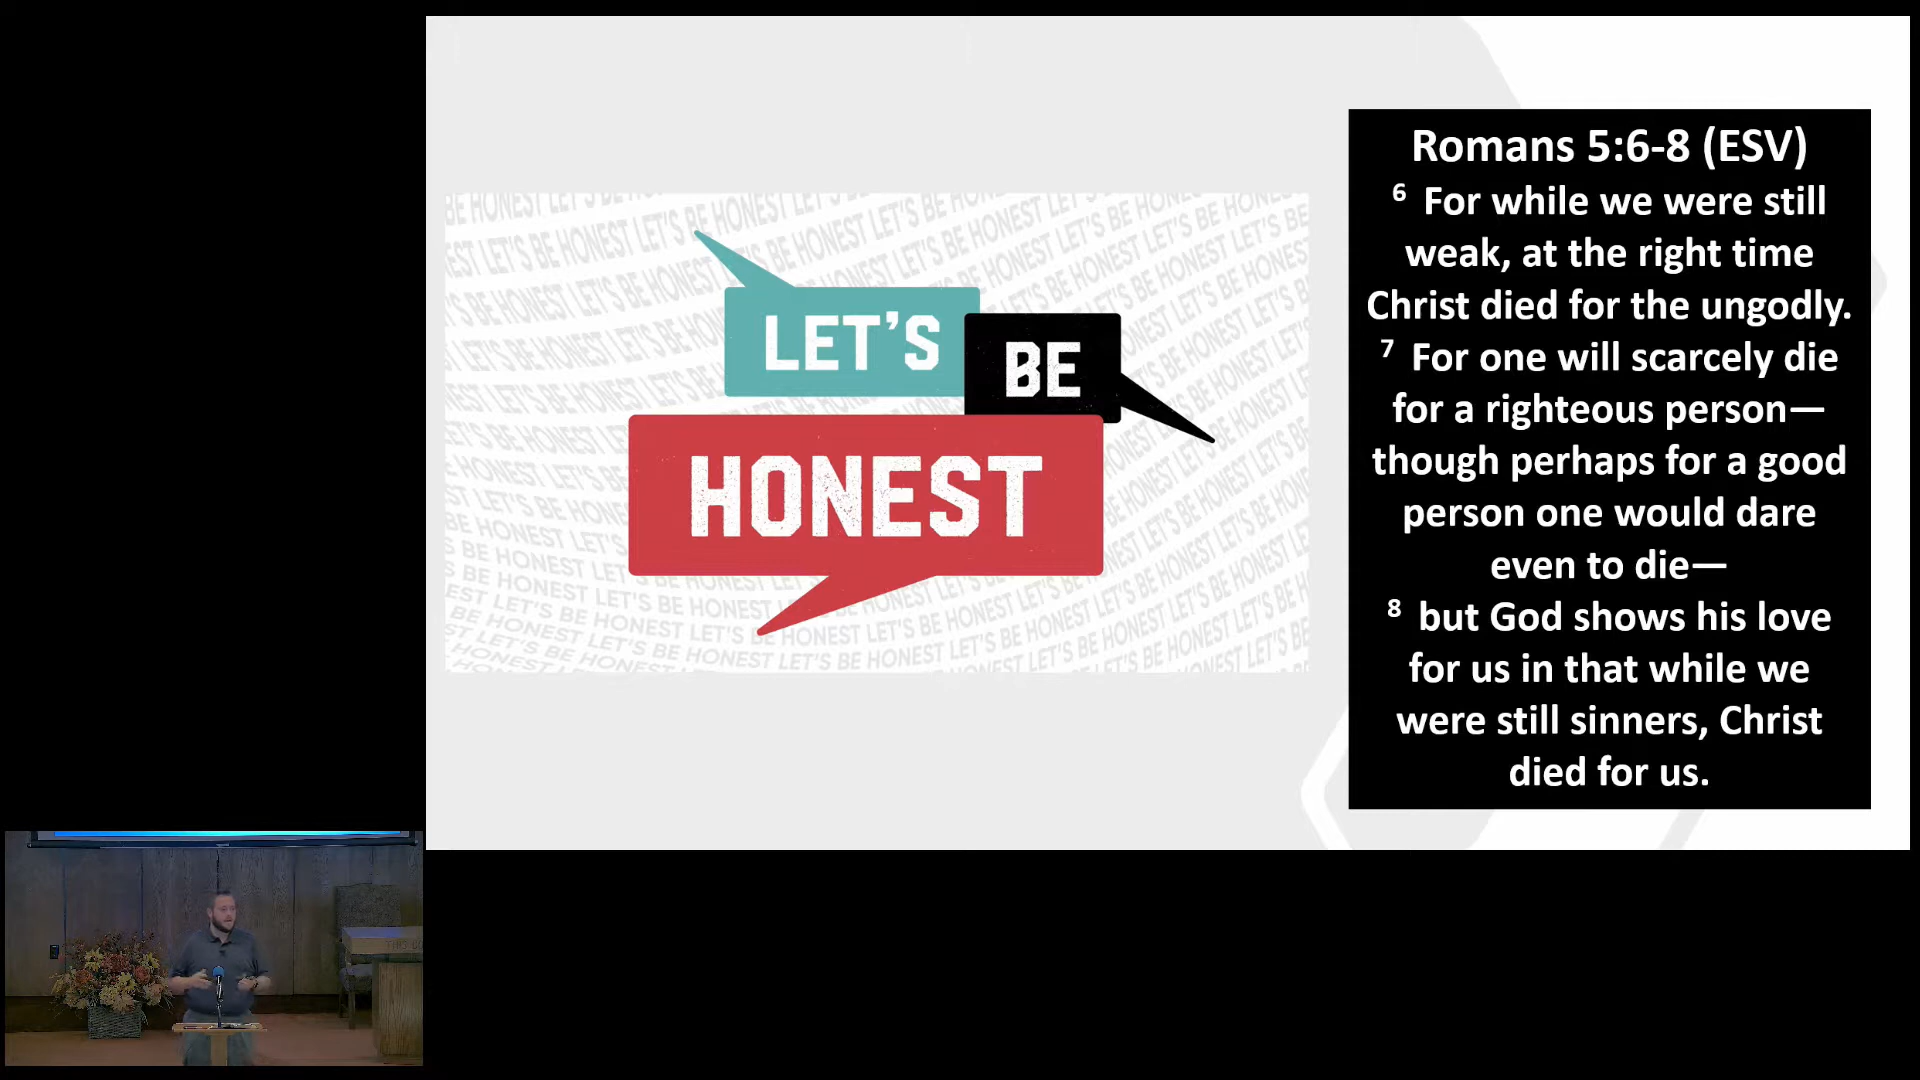 LET'S
BE
HONEST
Romans 5:6-8 (ESV)
6 For while we were still
weak, at the right time
Christ died for the ungodly.
7 For one will scarcely die
for a righteous person—
though perhaps for a good
person one would dare
even to die—
8 but God shows his love
for us in that while we
were still sinners, Christ
died for us.